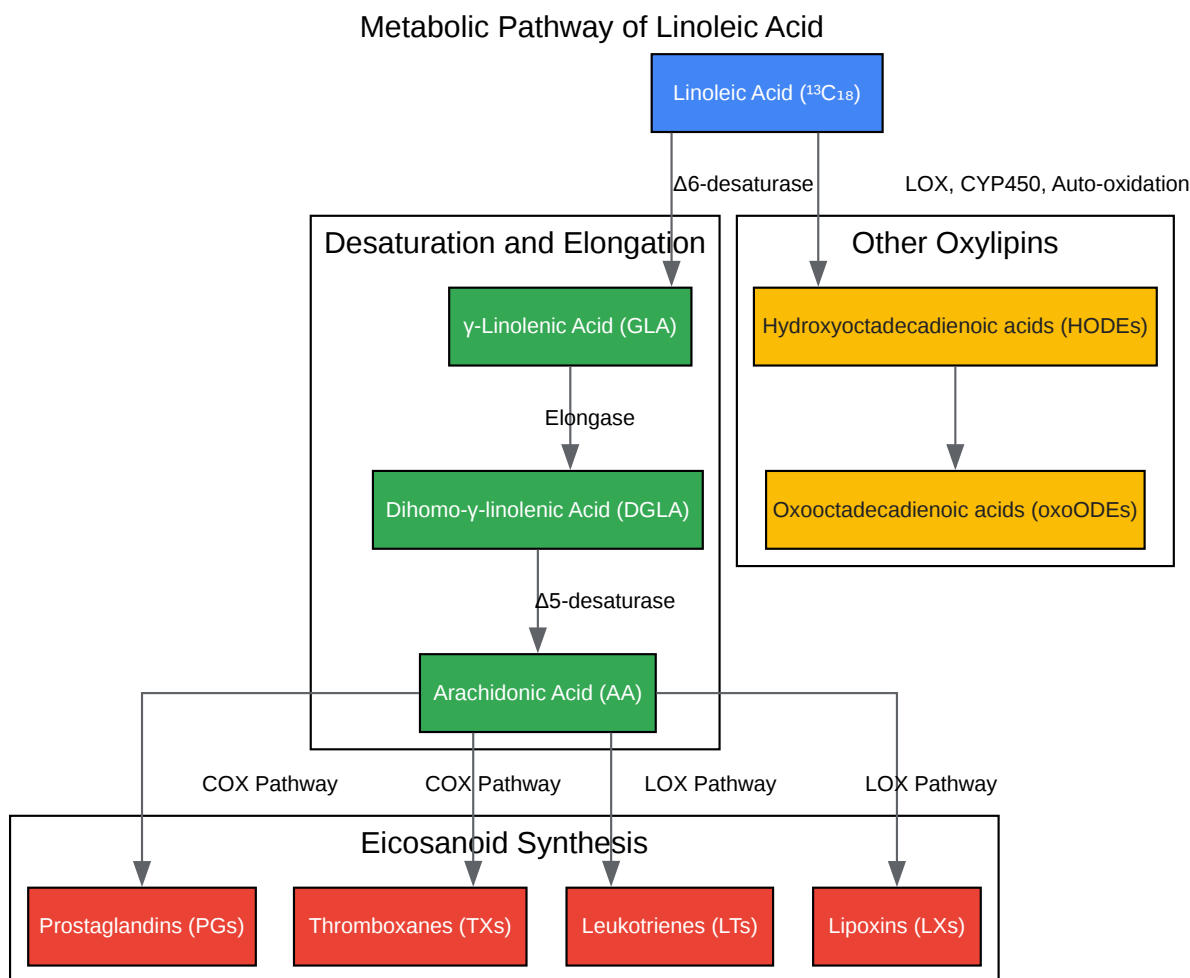 Metabolic Pathway of Linoleic Acid
Linoleic Acid (¹³C₁₈)
Δ6-desaturase
LOX, CYP450, Auto-oxidation
Desaturation and Elongation
Other Oxylipins
γ-Linolenic Acid (GLA)
Hydroxyoctadecadienoic acids (HODEs)
Elongase
Dihomo-γ-linolenic Acid (DGLA)
Oxooctadecadienoic acids (oxoODEs)
Δ5-desaturase
Arachidonic Acid (AA)
COX Pathway
COX Pathway
LOX Pathway
LOX Pathway
Eicosanoid Synthesis
Prostaglandins (PGs)
Thromboxanes (TXs)
Leukotrienes (LTs)
Lipoxins (LXs)